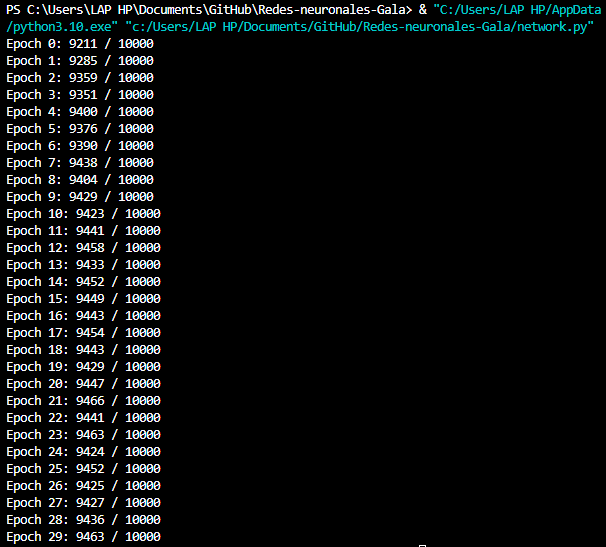 PS C:\Users\LAP HP\Documents\GitHub\Redes-neuronales-Gala> & "C:/Users/LAP HP/AppData
/python3.10.exe" "c:/Users/LAP HP/Documents/GitHub/Redes-neuronales-Gala/network.py"
Epoch 0: 9211 / 10000
Epoch 1: 9285 / 10000
Epoch 2: 9359 / 10000
Epoch 3: 9351 / 10000
Epoch 4: 9400 / 10000
Epoch 5: 9376 / 10000
Epoch 6: 9390 / 10000
Epoch 7: 9438 / 10000
Epoch 8: 9404 / 10000
Epoch 9: 9429 / 10000
Epoch 10: 9423 / 10000
Epoch 11: 9441 / 10000
Epoch 12: 9458 / 10000
Epoch 13: 9433 / 10000
Epoch 14: 9452 / 10000
Epoch 15: 9449 / 10000
Epoch 16: 9443 / 10000
Epoch 17: 9454 / 10000
Epoch 18: 9443 / 10000
Epoch 19: 9429 / 10000
Epoch 20: 9447 / 10000
Epoch 21: 9466 / 10000
Epoch 22: 9441 / 10000
Epoch 23: 9463 / 10000
Epoch 24: 9424 / 10000
Epoch 25: 9452 / 10000
Epoch 26: 9425 / 10000
Epoch 27: 9427 / 10000
Epoch 28: 9436 / 10000
Epoch 29: 9463 / 10000